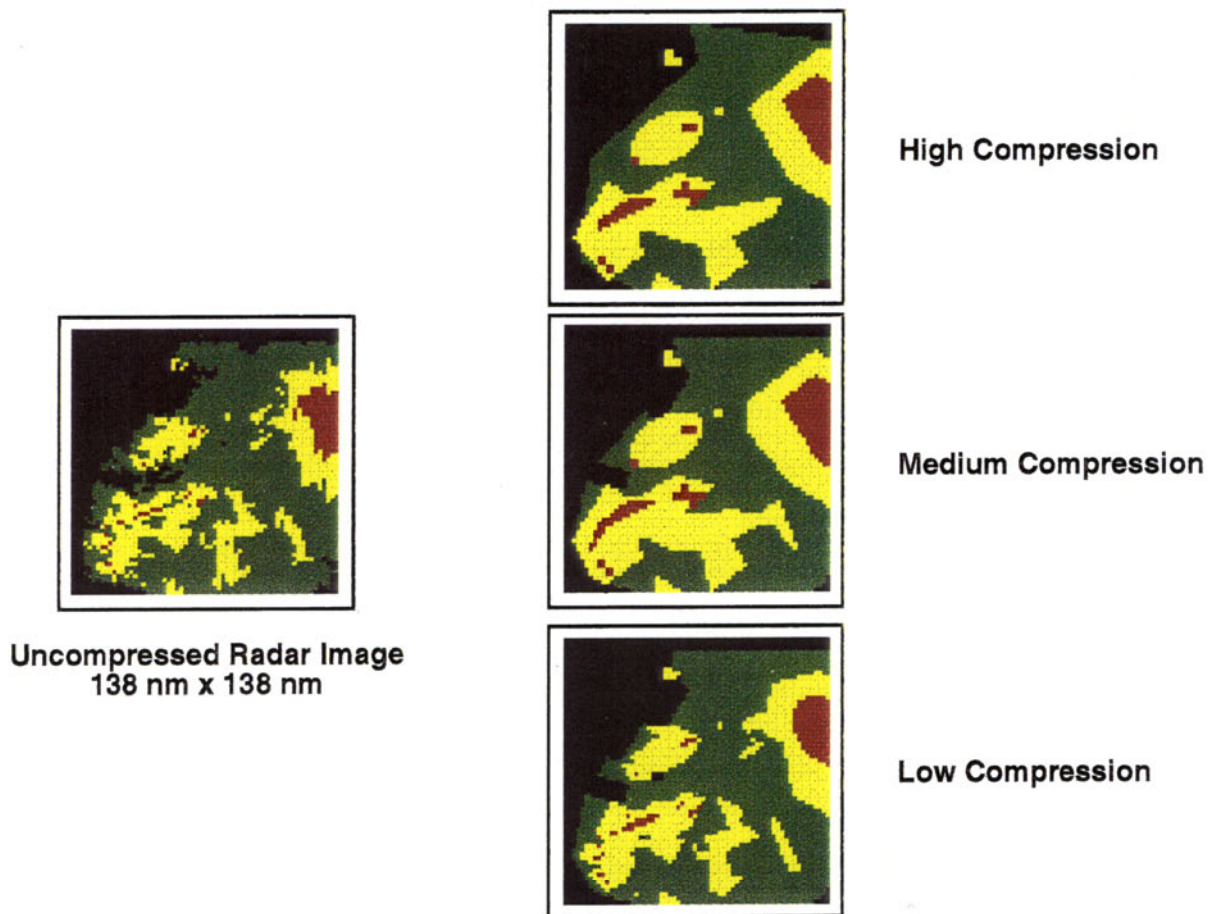 High Compression
Medium Compression
Uncompressed Radar Image
138 nm x 138 nm
Low Compression